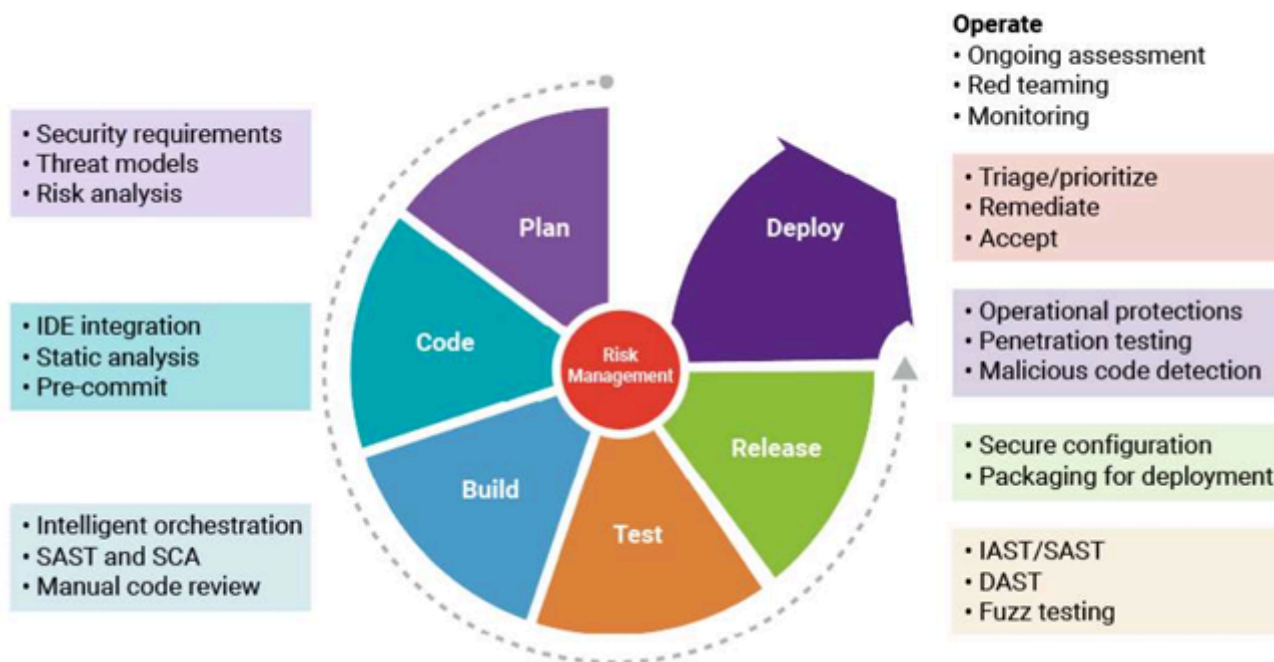 Operate
• Ongoing assessment
• Red teaming
• Monitoring
• Security requirements
• Threat models
• Risk analysis
• Triage/prioritize
• Remediate
• Accept
Plan
Deploy
• IDE integration
• Static analysis
• Pre-commit
Code
Risk
Management
• Operational protections
• Penetration testing
• Malicious code detection
Release
• Secure configuration
• Packaging for deployment
Build
Test
• Intelligent orchestration
• SAST and SCA
• Manual code review
• IAST/SAST
• DAST
• Fuzz testing